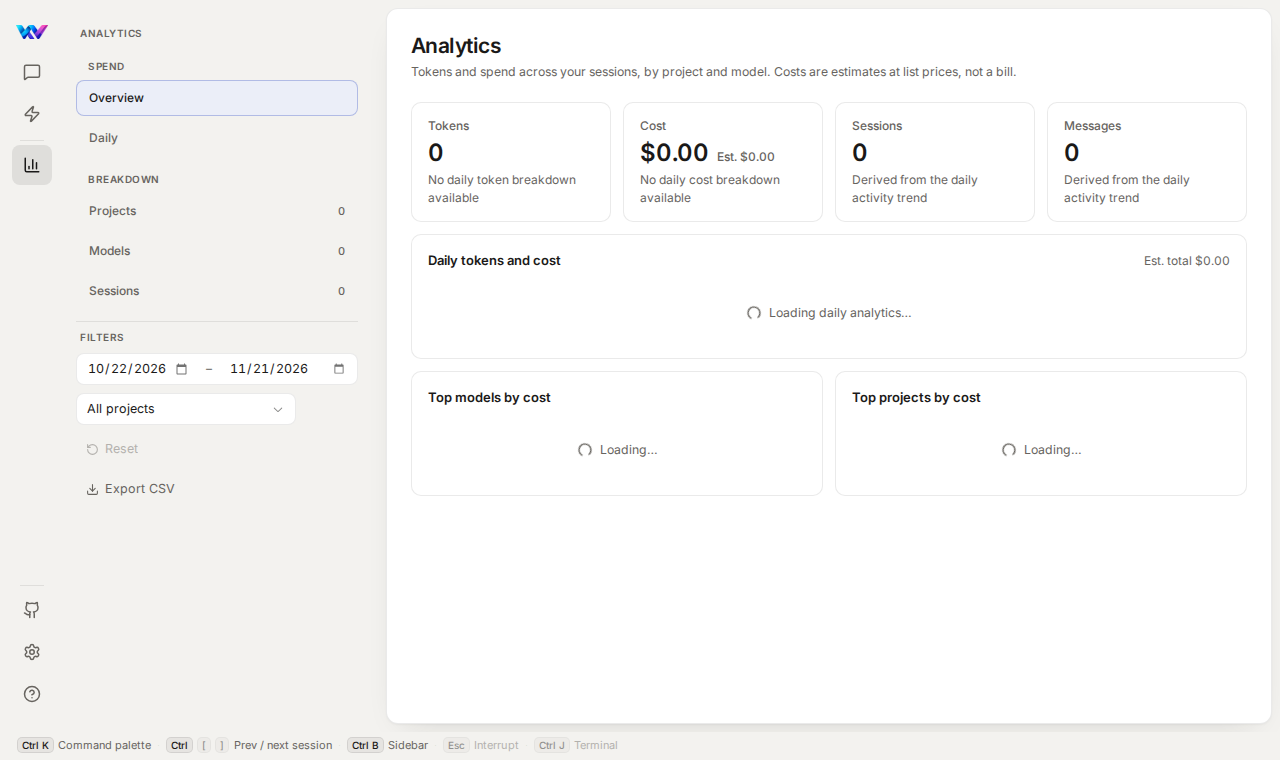 ANALYTICS
SPEND
Overview
Daily
BREAKDOWN
Projects 0
Models 0
Sessions 0
FILTERS
10/22/2026 – 11/21/2026
All projects
Reset
Export CSV
Analytics
Tokens and spend across your sessions, by project and model. Costs are estimates at list prices, not a bill.
Tokens
0
No daily token breakdown
available
Cost
$0.00 Est. $0.00
No daily cost breakdown
available
Sessions
0
Derived from the daily
activity trend
Messages
0
Derived from the daily
activity trend
Daily tokens and cost Est. total $0.00
Loading daily analytics...
Top models by cost
Loading...
Top projects by cost
Loading...
Ctrl K Command palette Ctrl [ ] Prev / next session Ctrl B Sidebar Esc Interrupt Ctrl J Terminal